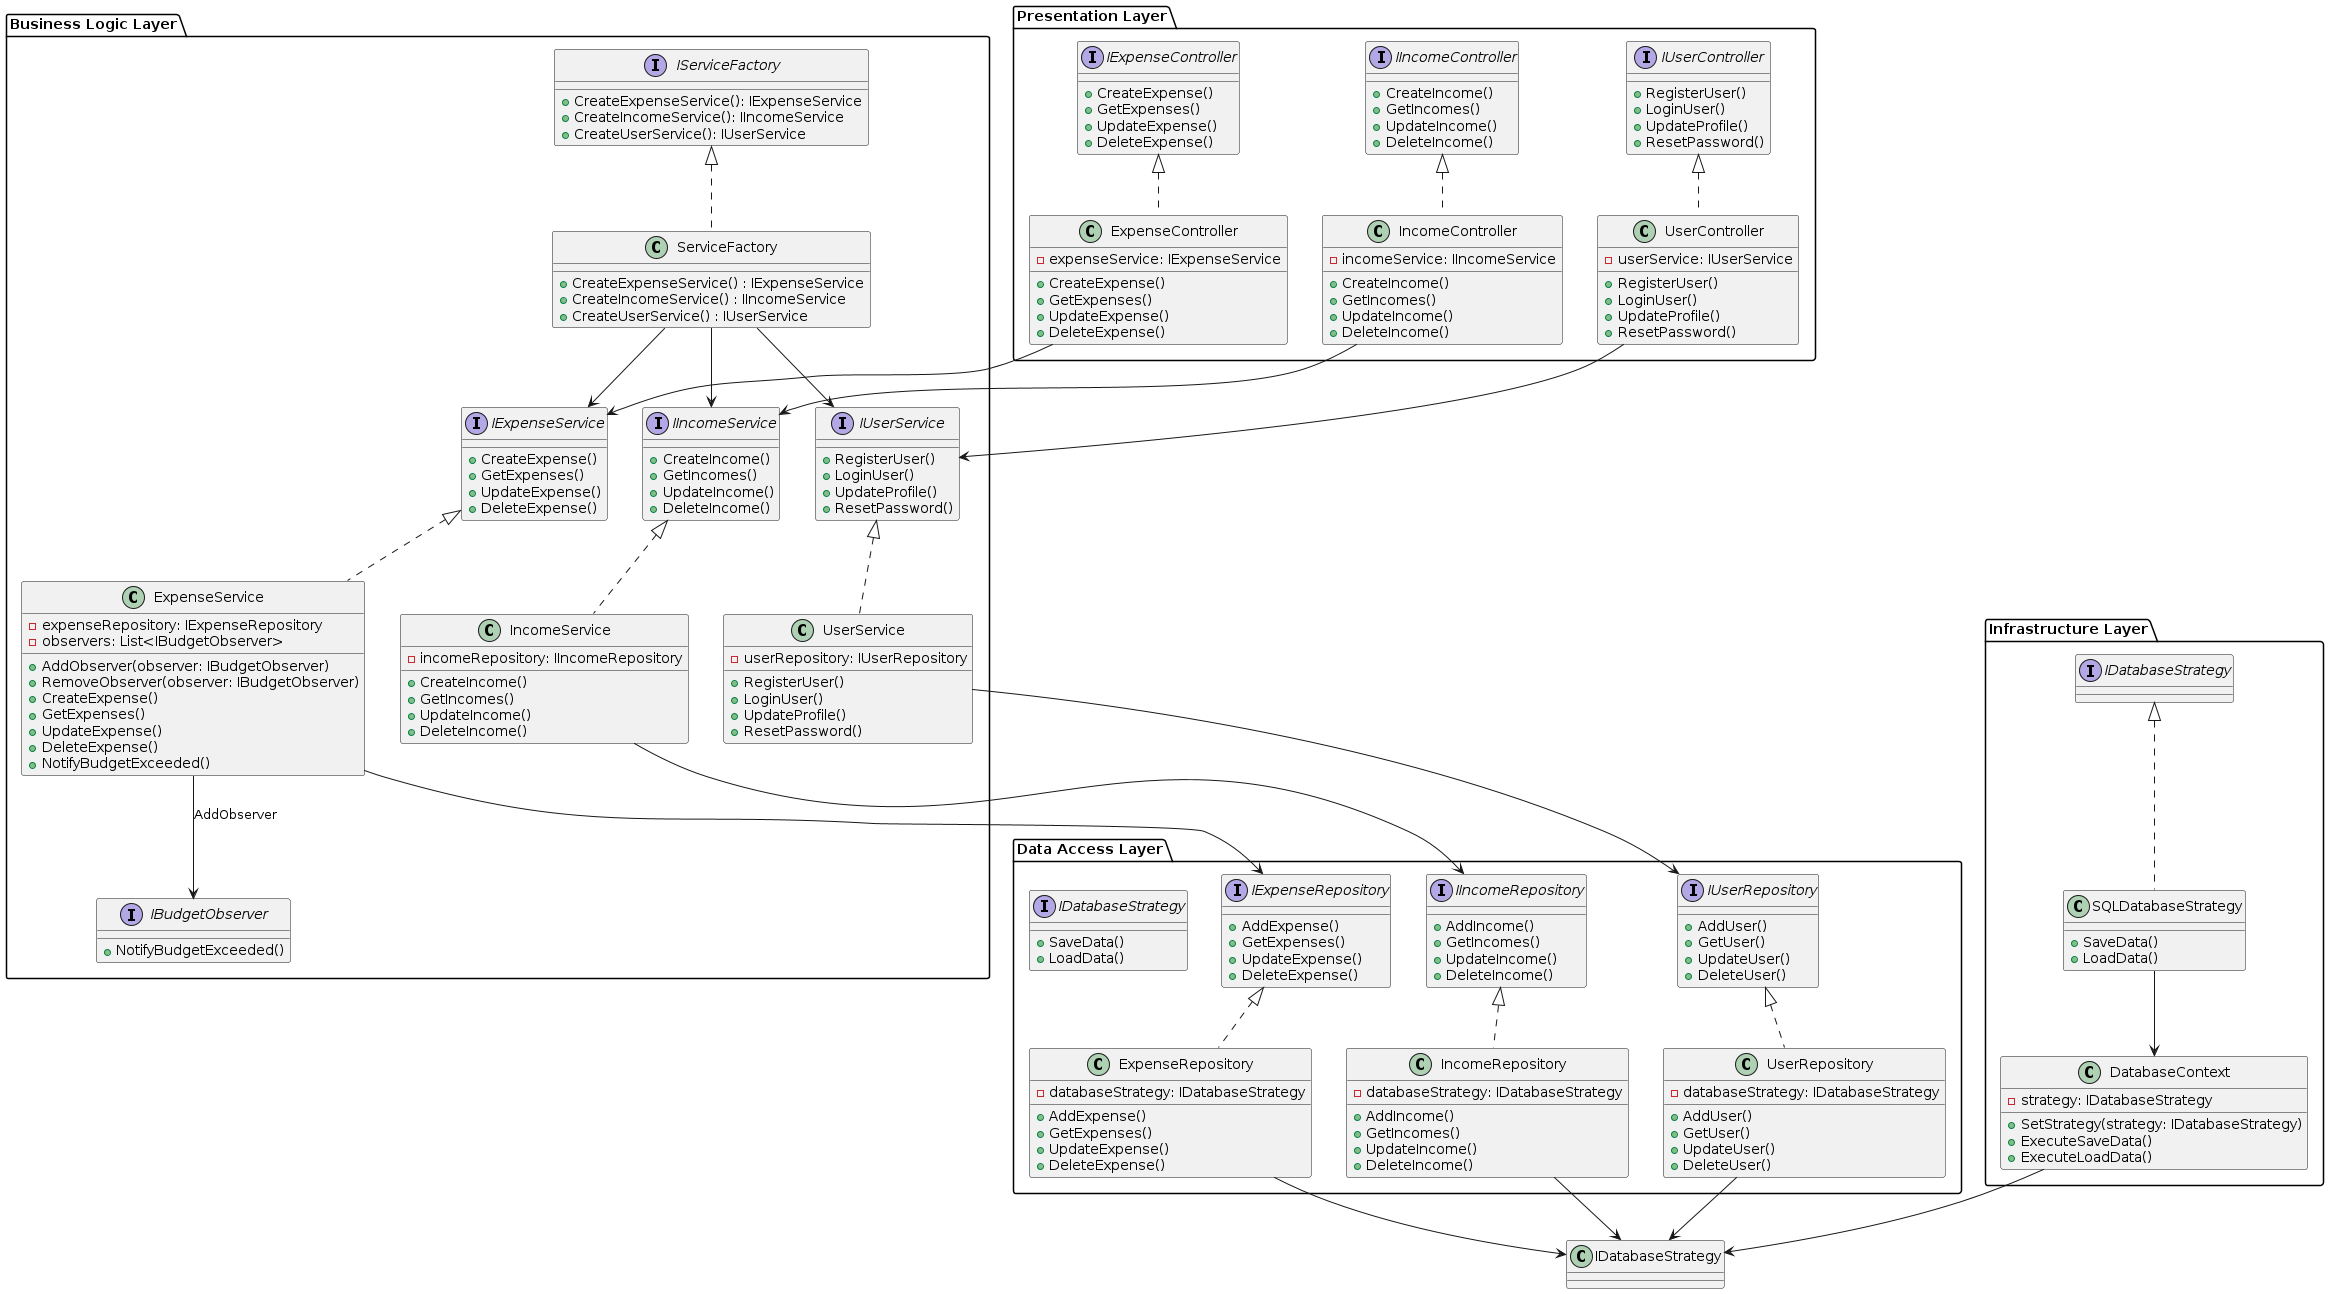 Business Logic Layer
I IServiceFactory
CreateExpenseService(): IExpenseService
CreateIncomeService(): IIncomeService
CreateUserService(): IUserService
C ServiceFactory
CreateExpenseService() : IExpenseService
CreateIncomeService() : IIncomeService
CreateUserService() : IUserService
I IExpenseService
CreateExpense()
GetExpenses()
UpdateExpense()
DeleteExpense()
I IIncomeService
CreateIncome()
GetIncomes()
UpdateIncome()
DeleteIncome()
I IUserService
RegisterUser()
LoginUser()
UpdateProfile()
ResetPassword()
C ExpenseService
expenseRepository: IExpenseRepository
observers: List<IBudgetObserver>
AddObserver(observer: IBudgetObserver)
RemoveObserver(observer: IBudgetObserver)
CreateExpense()
GetExpenses()
UpdateExpense()
DeleteExpense()
NotifyBudgetExceeded()
C IncomeService
incomeRepository: IIncomeRepository
CreateIncome()
GetIncomes()
UpdateIncome()
DeleteIncome()
C UserService
userRepository: IUserRepository
RegisterUser()
LoginUser()
UpdateProfile()
ResetPassword()
AddObserver
I IBudgetObserver
NotifyBudgetExceeded()
Presentation Layer
I IExpenseController
CreateExpense()
GetExpenses()
UpdateExpense()
DeleteExpense()
I IIncomeController
CreateIncome()
GetIncomes()
UpdateIncome()
DeleteIncome()
I IUserController
RegisterUser()
LoginUser()
UpdateProfile()
ResetPassword()
C ExpenseController
expenseService: IExpenseService
CreateExpense()
GetExpenses()
UpdateExpense()
DeleteExpense()
C IncomeController
incomeService: IIncomeService
CreateIncome()
GetIncomes()
UpdateIncome()
DeleteIncome()
C UserController
userService: IUserService
RegisterUser()
LoginUser()
UpdateProfile()
ResetPassword()
Data Access Layer
I IDatabaseStrategy
SaveData()
LoadData()
I IExpenseRepository
AddExpense()
GetExpenses()
UpdateExpense()
DeleteExpense()
I IIncomeRepository
AddIncome()
GetIncomes()
UpdateIncome()
DeleteIncome()
I IUserRepository
AddUser()
GetUser()
UpdateUser()
DeleteUser()
C ExpenseRepository
databaseStrategy: IDatabaseStrategy
AddExpense()
GetExpenses()
UpdateExpense()
DeleteExpense()
C IncomeRepository
databaseStrategy: IDatabaseStrategy
AddIncome()
GetIncomes()
UpdateIncome()
DeleteIncome()
C UserRepository
databaseStrategy: IDatabaseStrategy
AddUser()
GetUser()
UpdateUser()
DeleteUser()
Infrastructure Layer
I IDatabaseStrategy
C SQLDatabaseStrategy
SaveData()
LoadData()
C DatabaseContext
strategy: IDatabaseStrategy
SetStrategy(strategy: IDatabaseStrategy)
ExecuteSaveData()
ExecuteLoadData()
C IDatabaseStrategy